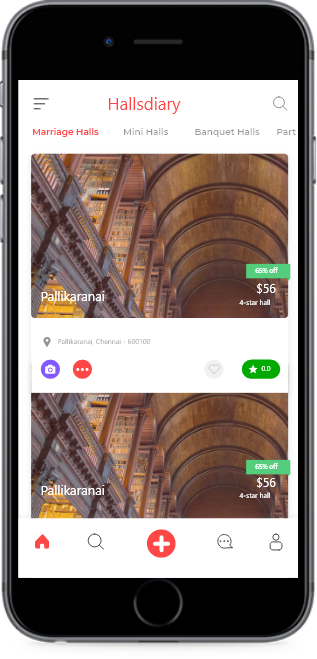 Hallsdiary
Marriage Halls Mini Halls Banquet Halls Part
65% off
$56
Pallikaranai
4-star hall
Pallikaranai, Chennai - 600100
0.0
65% off
$56
Pallikaranai
4-star hall